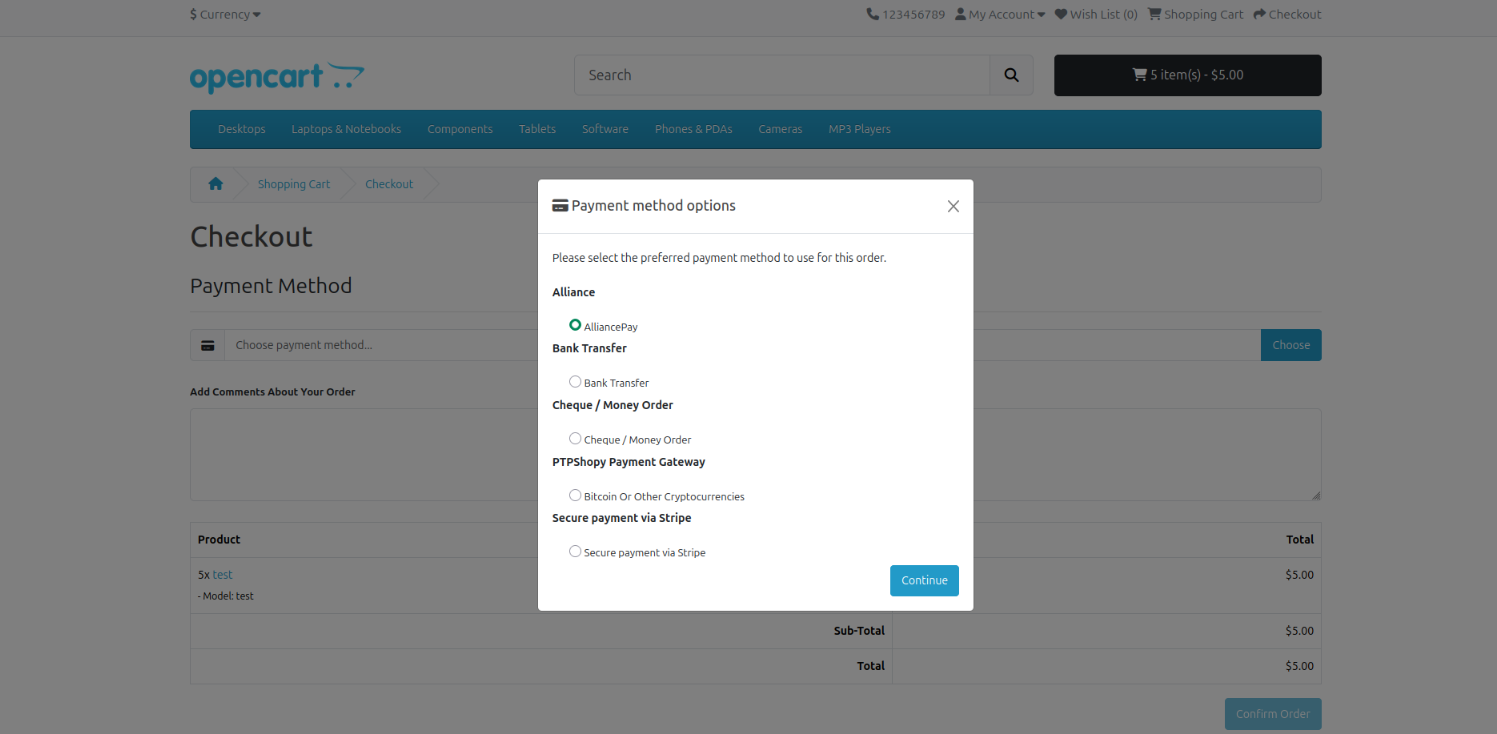 $ Currency
123456789 My Account Wish List (0) Shopping Cart Checkout
opencart
Search
5 item(s) - $5.00
Desktops Laptops & Notebooks Components Tablets Software Phones & PDAs Cameras MP3 Players
Shopping Cart Checkout
Checkout
Payment Method
Choose payment method...
Choose
Add Comments About Your Order
Product Total
5x test $5.00
- Model: test
Sub-Total $5.00
Total $5.00
Confirm Order
Payment method options
Please select the preferred payment method to use for this order.
Alliance
AlliancePay
Bank Transfer
Bank Transfer
Cheque / Money Order
Cheque / Money Order
PTPShopy Payment Gateway
Bitcoin Or Other Cryptocurrencies
Secure payment via Stripe
Secure payment via Stripe
Continue